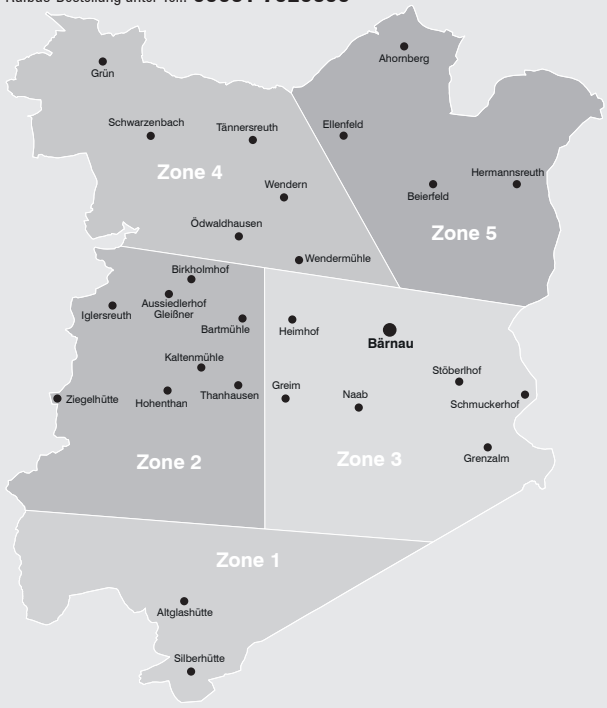 Ahornberg
Grün
Schwarzenbach
Tännersreuth
Ellenfeld
Zone 4
Wendern
Hermannsreuth
Beierfeld
Ödwaldhausen
Zone 5
Wendermühle
Birkholmhof
Aussiedlerhof
Gleißner
Iglersreuth
Bartmühle
Heimhof
Bärnau
Kaltenmühle
Stöberlhof
Ziegelhütte
Hohenthan
Thanhausen
Greim
Naab
Schmuckerhof
Zone 2
Zone 3
Grenzalm
Zone 1
Altglashütte
Silberhütte